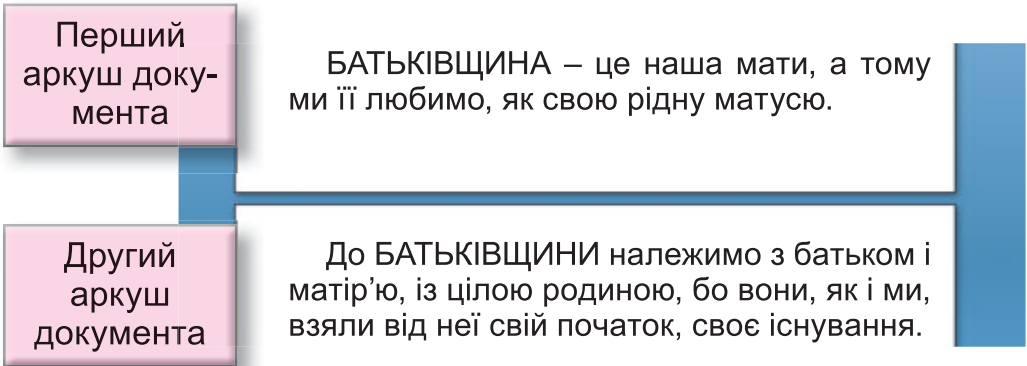 Перший
аркуш доку-
мента
БАТЬКІВЩИНА – це наша мати, а тому
ми її любимо, як свою рідну матусю.
Другий
аркуш
документа
До БАТЬКІВЩИНИ належимо з батьком і
матір’ю, із цілою родиною, бо вони, як і ми,
взяли від неї свій початок, своє існування.